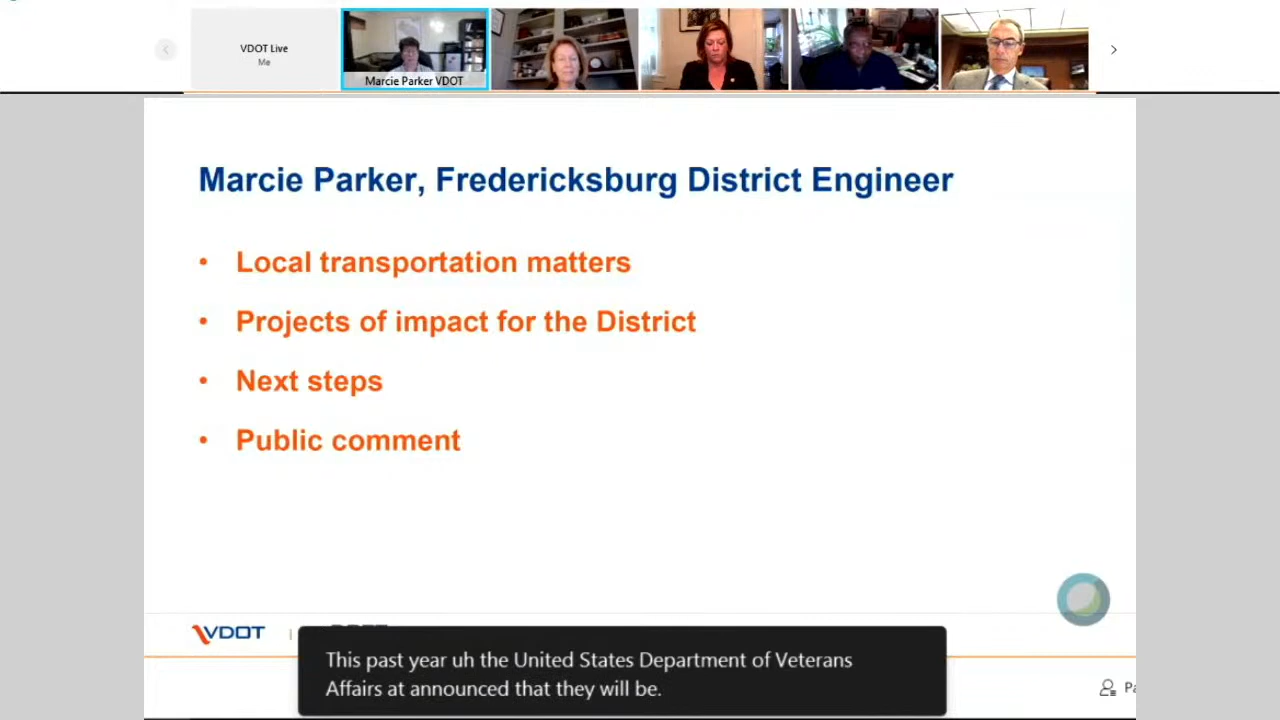 VDOT Live
Me
Marcie Parker VDOT
Marcie Parker, Fredericksburg District Engineer
• Local transportation matters
• Projects of impact for the District
• Next steps
• Public comment
VDOT
This past year uh the United States Department of Veterans
Affairs at announced that they will be.